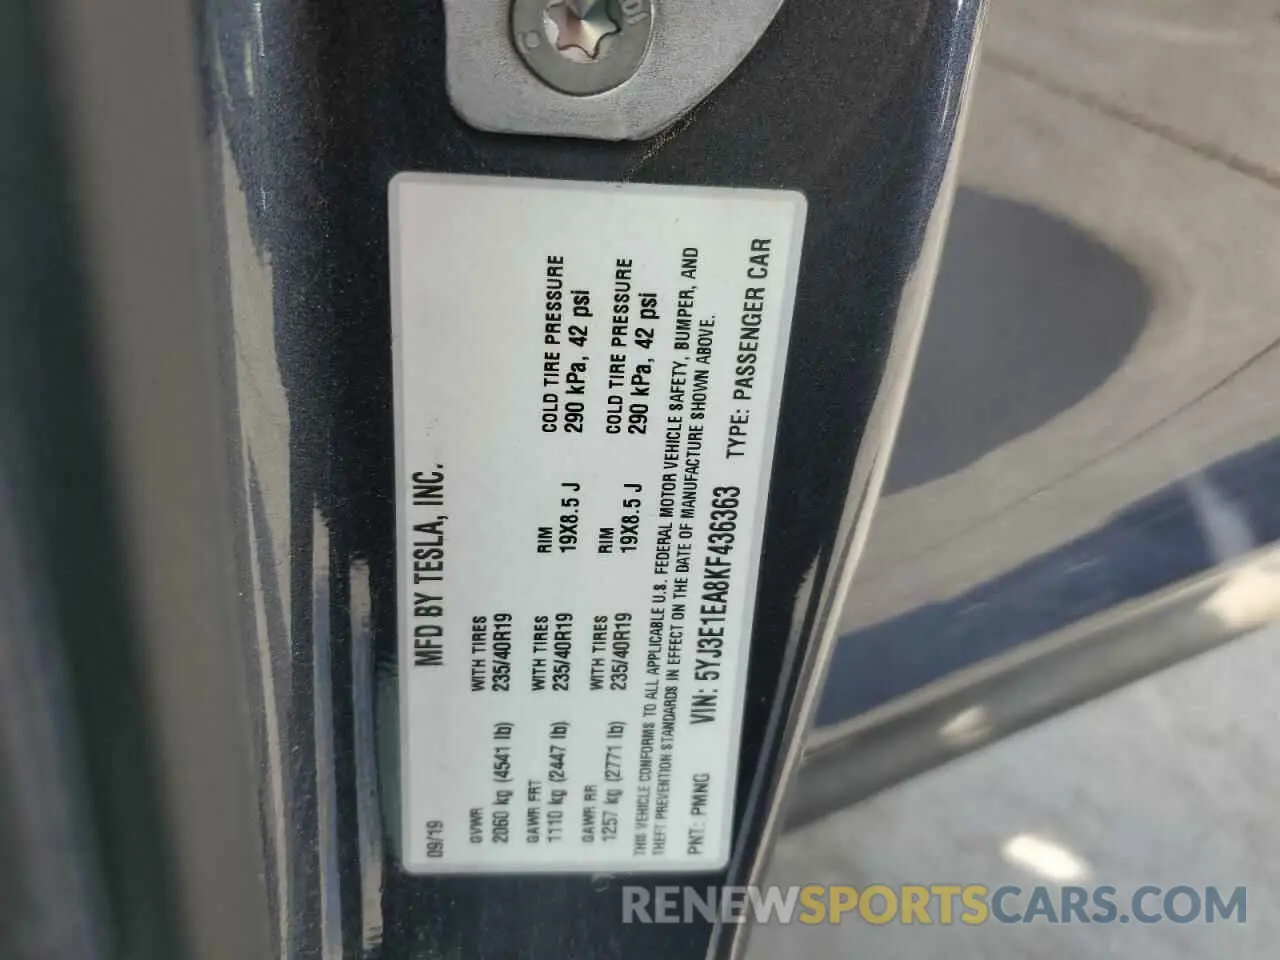 MFD BY TESLA, INC.
09/19
GVWR WITH TIRES RIM COLD TIRE PRESSURE
2060 kg (4541 lb) 235/40R19
GAWR FRT WITH TIRES RIM COLD TIRE PRESSURE
1110 kg (2447 lb) 235/40R19 19X8.5 J 290 kPa, 42 psi
GAWR RR WITH TIRES RIM COLD TIRE PRESSURE
1257 kg (2771 lb) 235/40R19 19X8.5 J 290 kPa, 42 psi
THIS VEHICLE CONFORMS TO ALL APPLICABLE U.S. FEDERAL MOTOR VEHICLE SAFETY, BUMPER, AND
THEFT PREVENTION STANDARDS IN EFFECT ON THE DATE OF MANUFACTURE SHOWN ABOVE.
PNT: PMNG VIN: 5YJ3E1EA8KF436363 TYPE: PASSENGER CAR
RENEWSPORTSCARS.COM